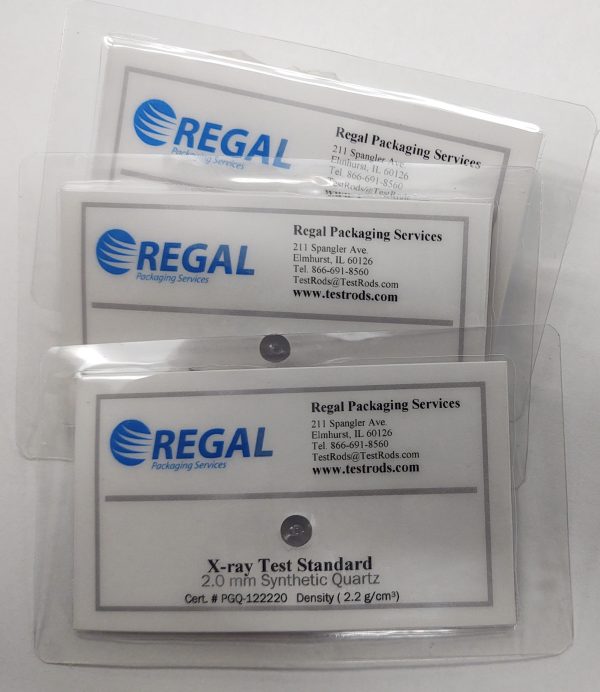 REGAL
Packaging Services
Regal Packaging Services
211 Spangler Ave.
Elmhurst, IL 60126
Tel. 866-691-8560
TestRods@TestRods
REGAL
Packaging Services
Regal Packaging Services
211 Spangler Ave.
Elmhurst, IL 60126
Tel. 866-691-8560
TestRods@TestRods.com
www.testrods.com
REGAL
Packaging Services
Regal Packaging Services
211 Spangler Ave.
Elmhurst, IL 60126
Tel. 866-691-8560
TestRods@TestRods.com
www.testrods.com
X-ray Test Standard
2.0 mm Synthetic Quartz
Cert. # PGQ-122220 Density ( 2.2 g/cm³)